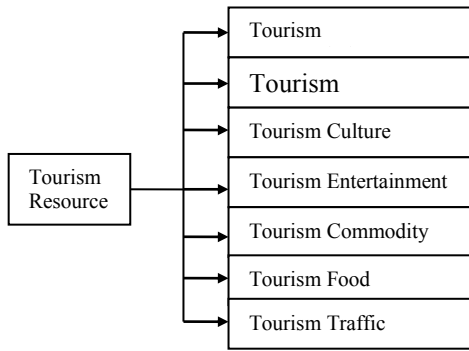 Tourism
Tourism
Tourism Culture
Tourism
Resource
Tourism Entertainment
Tourism Commodity
Tourism Food
Tourism Traffic